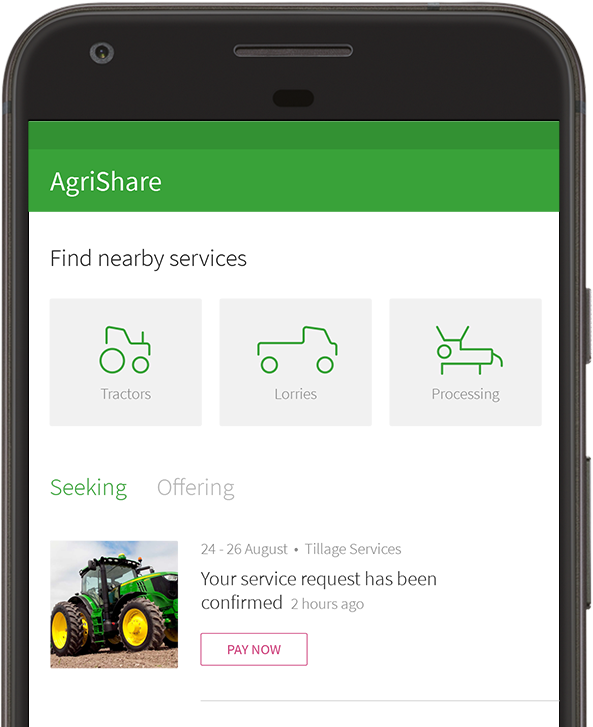 AgriShare
Find nearby services
Tractors
Lorries
Processing
Seeking
Offering
24 - 26 August • Tillage Services
Your service request has been
confirmed 2 hours ago
PAY NOW